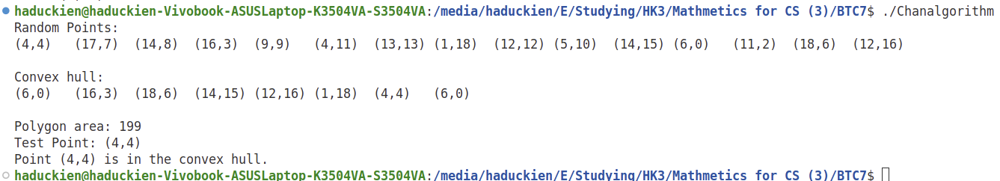 haduckien@haduckien-Vivobook-ASUSLaptop-K3504VA-S3504VA:/media/haduckien/E/Studying/HK3/Mathmetics for CS (3)/BTC7$ ./Chanalgorithm
Random Points:
(4,4) (17,7) (14,8) (16,3) (9,9) (4,11) (13,13) (1,18) (12,12) (5,10) (14,15) (6,0) (11,2) (18,6) (12,16)
Convex hull:
(6,0) (16,3) (18,6) (14,15) (12,16) (1,18) (4,4) (6,0)
Polygon area: 199
Test Point: (4,4)
Point (4,4) is in the convex hull.
haduckien@haduckien-Vivobook-ASUSLaptop-K3504VA-S3504VA:/media/haduckien/E/Studying/HK3/Mathmetics for CS (3)/BTC7$